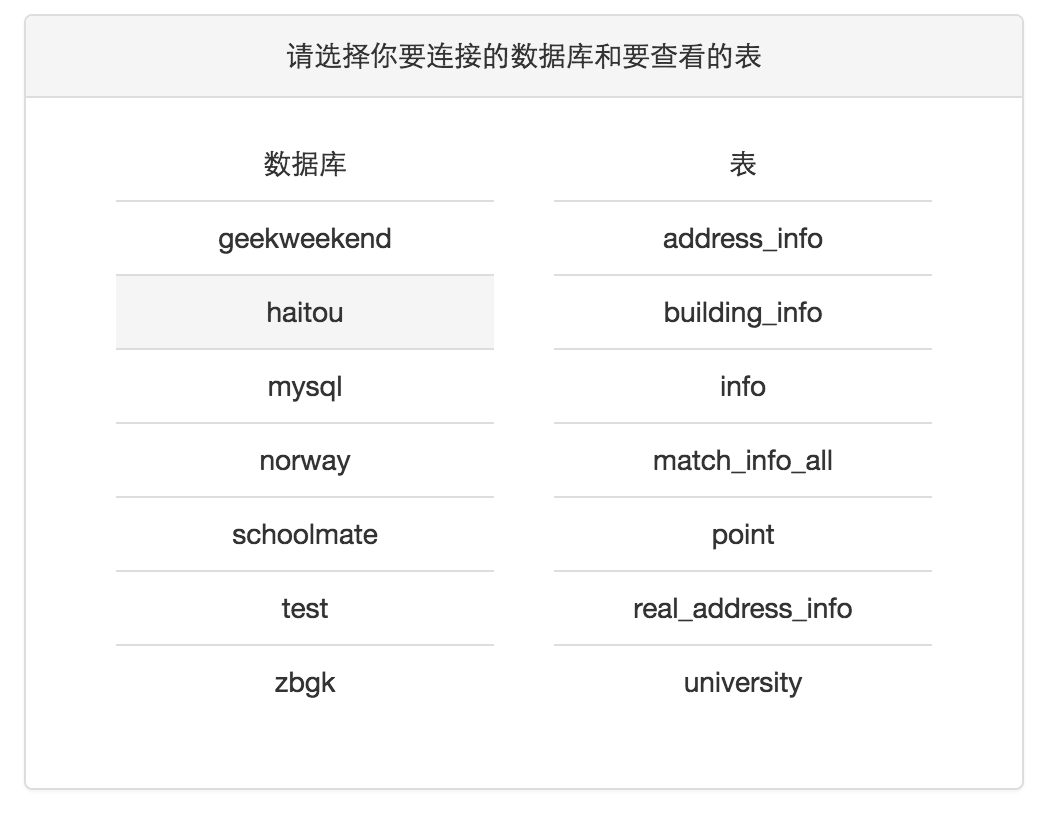 请选择你要连接的数据库和要查看的表
数据库 表
geekweekend address_info
haitou building_info
mysql info
norway match_info_all
schoolmate point
test real_address_info
zbgk university